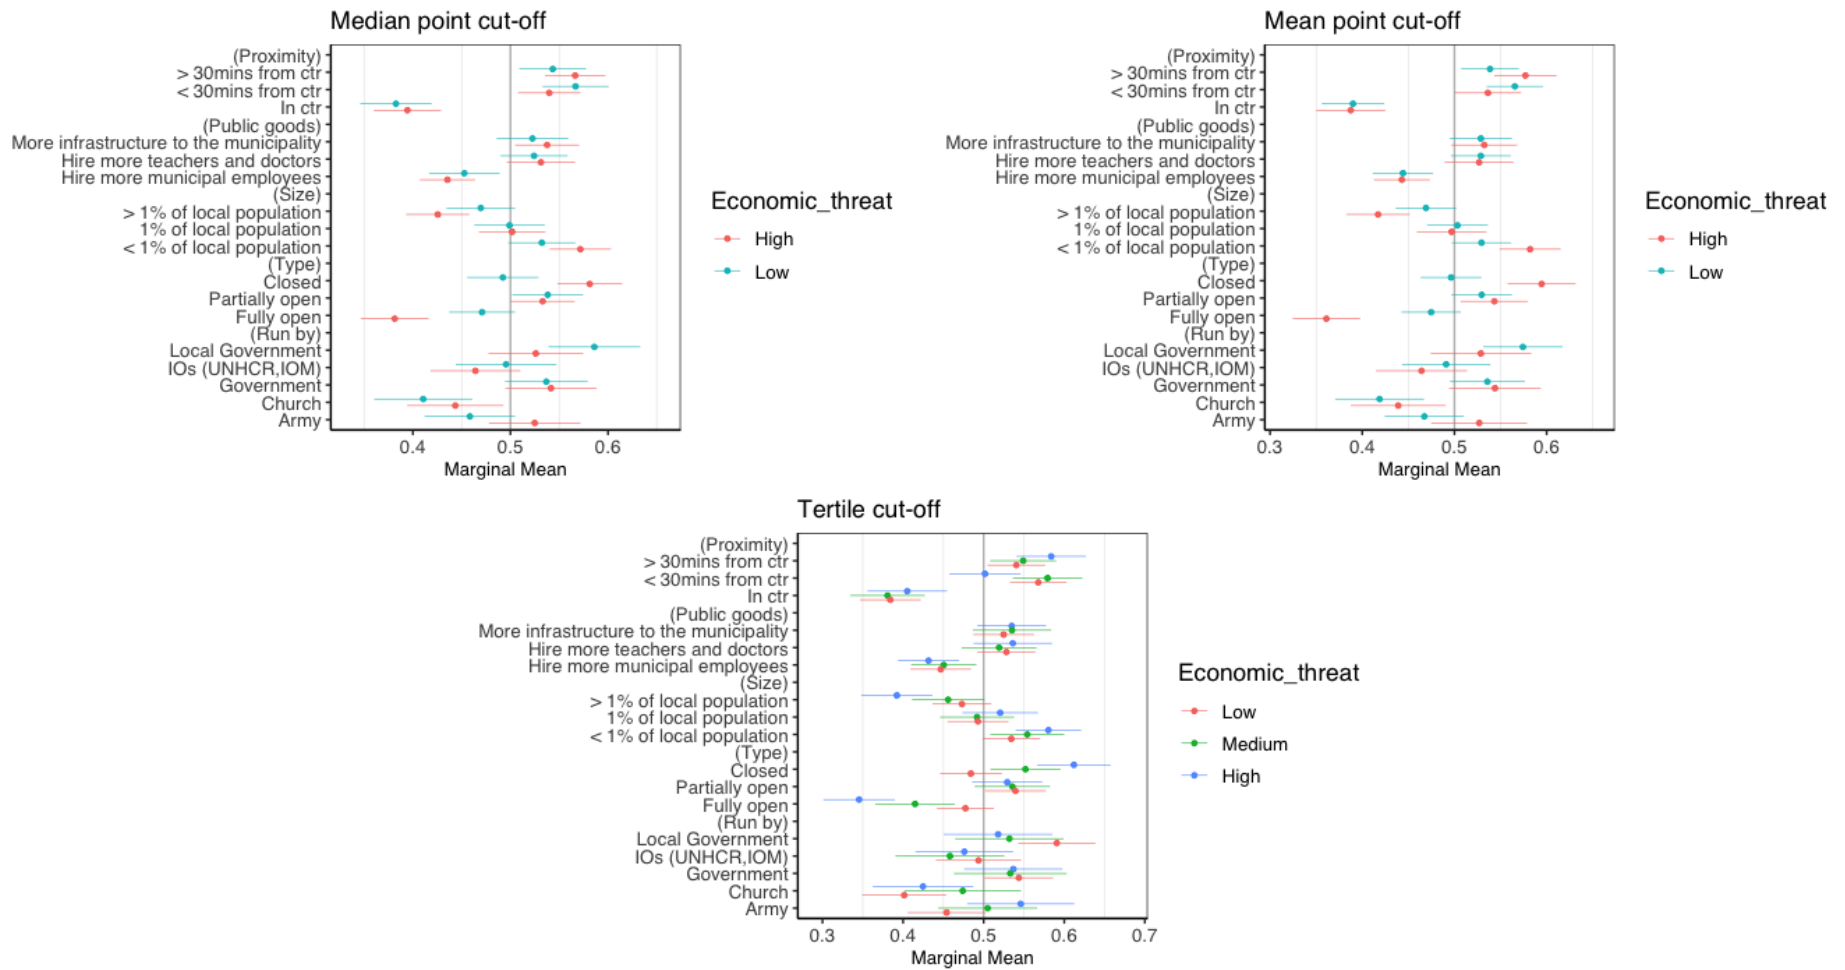 Median point cut-off
(Proximity)
> 30mins from ctr
< 30mins from ctr
In ctr
(Public goods)
More infrastructure to the municipality
Hire more teachers and doctors
Hire more municipal employees
(Size)
> 1% of local population
1% of local population
< 1% of local population
(Type)
Closed
Partially open
Fully open
(Run by)
Local Government
IOs (UNHCR,IOM)
Government
Church
Army
0.4 0.5 0.6
Marginal Mean
Economic_threat
High
Low
Mean point cut-off
(Proximity)
> 30mins from ctr
< 30mins from ctr
In ctr
(Public goods)
More infrastructure to the municipality
Hire more teachers and doctors
Hire more municipal employees
(Size)
> 1% of local population
1% of local population
< 1% of local population
(Type)
Closed
Partially open
Fully open
(Run by)
Local Government
IOs (UNHCR,IOM)
Government
Church
Army
0.3 0.4 0.5 0.6
Marginal Mean
Economic_threat
High
Low
Tertile cut-off
(Proximity)
> 30mins from ctr
< 30mins from ctr
In ctr
(Public goods)
More infrastructure to the municipality
Hire more teachers and doctors
Hire more municipal employees
(Size)
> 1% of local population
1% of local population
< 1% of local population
(Type)
Closed
Partially open
Fully open
(Run by)
Local Government
IOs (UNHCR,IOM)
Government
Church
Army
0.3 0.4 0.5 0.6 0.7
Marginal Mean
Economic_threat
Low
Medium
High